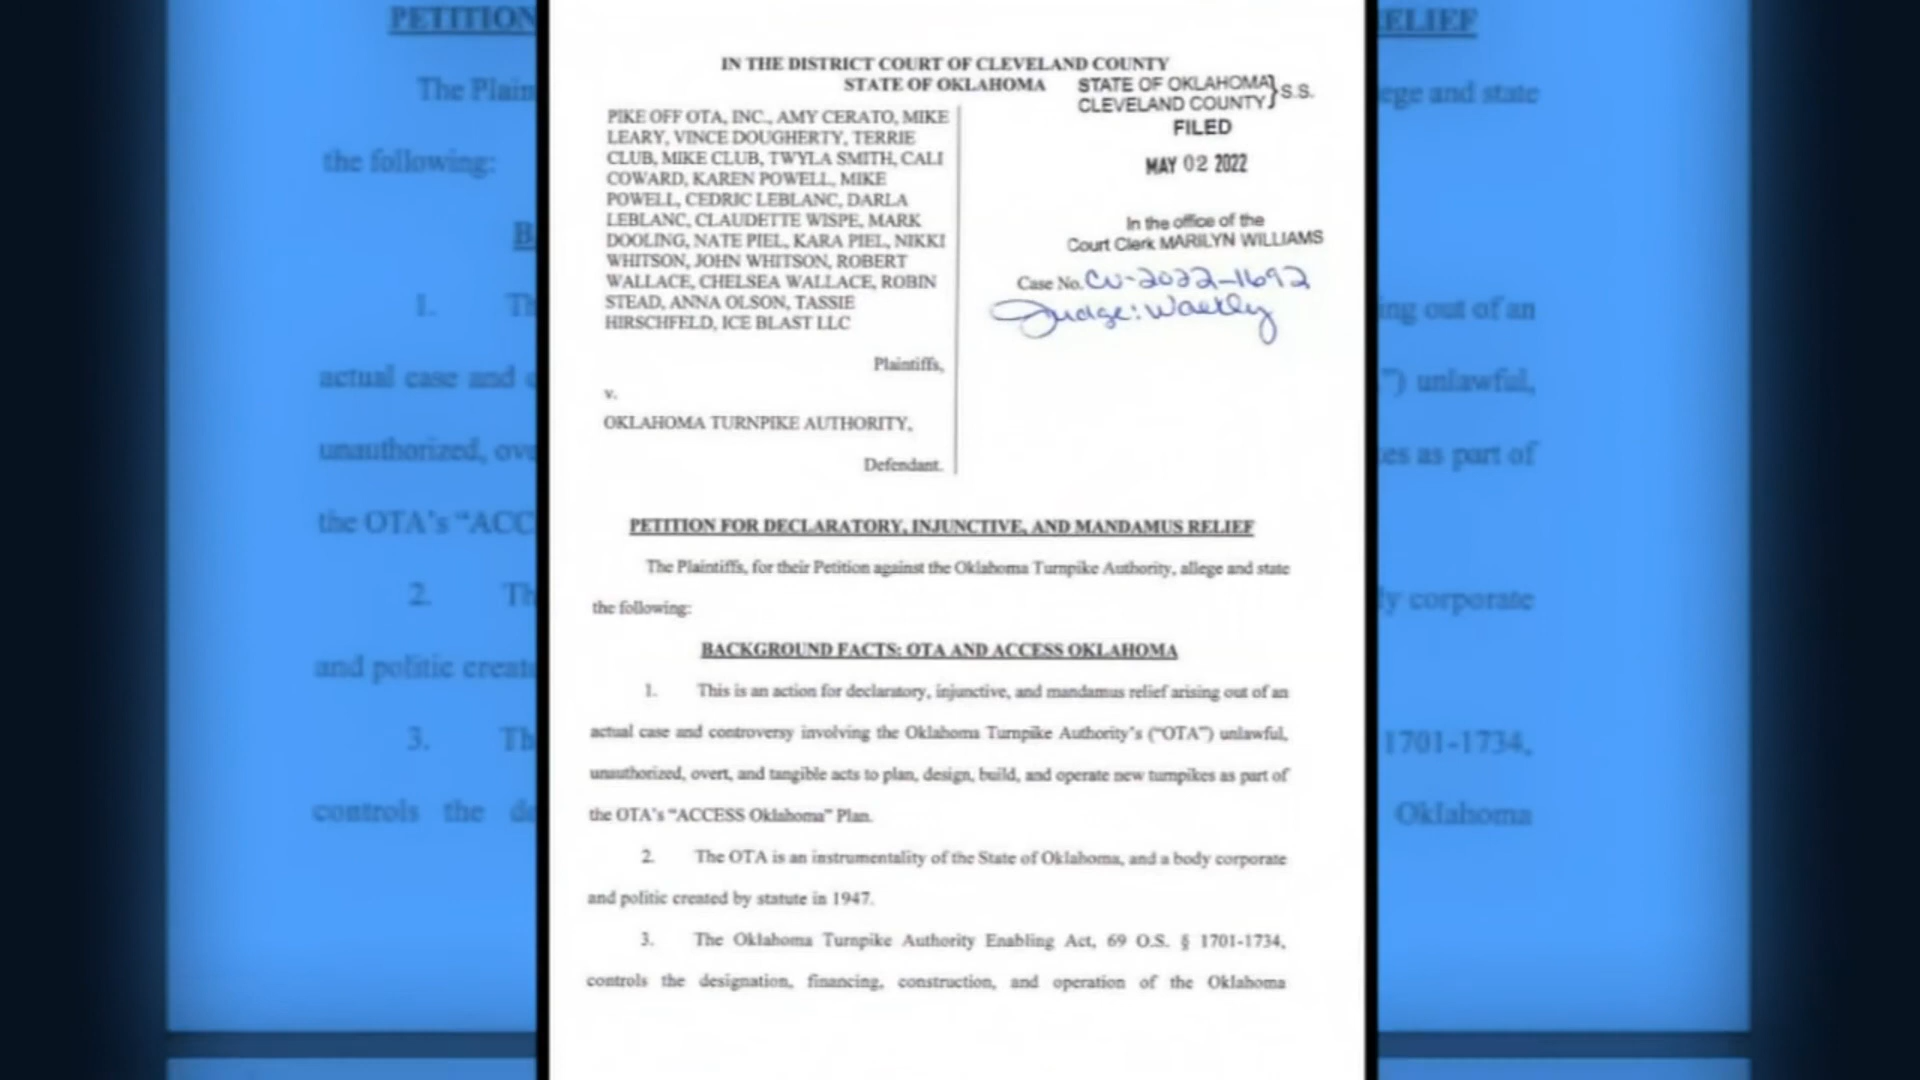 IN THE DISTRICT COURT OF CLEVELAND COUNTY
STATE OF OKLAHOMA
STATE OF OKLAHOMA } S.S.
CLEVELAND COUNTY
FILED
MAY 02 2022
In the office of the
Court Clerk MARILYN WILLIAMS
Case No. CV-2022-1692
Judge: Walkley
PIKE OFF OTA, INC., AMY CERATO, MIKE
LEARY, VINCE DOUGHERTY, TERRIE
CLUB, MIKE CLUB, TWYLA SMITH, CALI
COWARD, KAREN POWELL, MIKE
POWELL, CEDRIC LEBLANC, DARLA
LEBLANC, CLAUDETTE WISPE, MARK
DOOLING, NATE PIEL, KARA PIEL, NIKKI
WHITSON, JOHN WHITSON, ROBERT
WALLACE, CHELSEA WALLACE, ROBIN
STEAD, ANNA OLSON, TASSIE
HIRSCHFELD, ICE BLAST LLC
Plaintiffs,
v.
OKLAHOMA TURNPIKE AUTHORITY,
Defendant.
PETITION FOR DECLARATORY, INJUNCTIVE, AND MANDAMUS RELIEF
The Plaintiffs, for their Petition against the Oklahoma Turnpike Authority, allege and state
the following:
BACKGROUND FACTS: OTA AND ACCESS OKLAHOMA
1. This is an action for declaratory, injunctive, and mandamus relief arising out of an
actual case and controversy involving the Oklahoma Turnpike Authority's ("OTA") unlawful,
unauthorized, overt, and tangible acts to plan, design, build, and operate new turnpikes as part of
the OTA's "ACCESS Oklahoma" Plan.
2. The OTA is an instrumentality of the State of Oklahoma, and a body corporate
and politic created by statute in 1947.
3. The Oklahoma Turnpike Authority Enabling Act, 69 O.S. § 1701-1734,
controls the designation, financing, construction, and operation of the Oklahoma